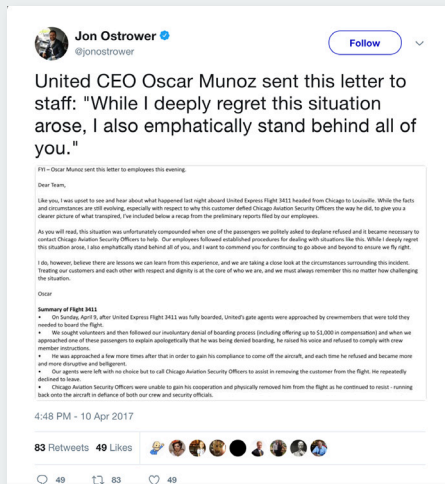 Jon Ostrower
@jonostrower
Follow
United CEO Oscar Munoz sent this letter to
staff: "While I deeply regret this situation
arose, I also emphatically stand behind all of
you."
FYI – Oscar Munoz sent this letter to employees this evening.
Dear Team,
Like you, I was upset to see and hear about what happened last night aboard United Express Flight 3411 headed from Chicago to Louisville. While the facts
and circumstances are still evolving, especially with respect to why this customer defied Chicago Aviation Security Officers the way he did, to give you a
clearer picture of what transpired, I've included below a recap from the preliminary reports filed by our employees.
As you will read, this situation was unfortunately compounded when one of the passengers we politely asked to deplane refused and it became necessary to
contact Chicago Aviation Security Officers to help. Our employees followed established procedures for dealing with situations like this. While I deeply regret
this situation arose, I also emphatically stand behind all of you, and I want to commend you for continuing to go above and beyond to ensure we fly right.
I do, however, believe there are lessons we can learn from this experience, and we are taking a close look at the circumstances surrounding this incident.
Treating our customers and each other with respect and dignity is at the core of who we are, and we must always remember this no matter how challenging
the situation.
Oscar
Summary of Flight 3411
• On Sunday, April 9, after United Express Flight 3411 was fully boarded, United's gate agents were approached by crewmembers that were told they
needed to board the flight.
• We sought volunteers and then followed our involuntary denial of boarding process (including offering up to $1,000 in compensation) and when we
approached one of these passengers to explain apologetically that he was being denied boarding, he raised his voice and refused to comply with crew
member instructions.
• He was approached a few more times after that in order to gain his compliance to come off the aircraft, and each time he refused and became more
and more disruptive and belligerent.
• Our agents were left with no choice but to call Chicago Aviation Security Officers to assist in removing the customer from the flight. He repeatedly
declined to leave.
• Chicago Aviation Security Officers were unable to gain his cooperation and physically removed him from the flight as he continued to resist - running
back onto the aircraft in defiance of both our crew and security officials.
4:48 PM - 10 Apr 2017
83 Retweets 49 Likes
49 83 49